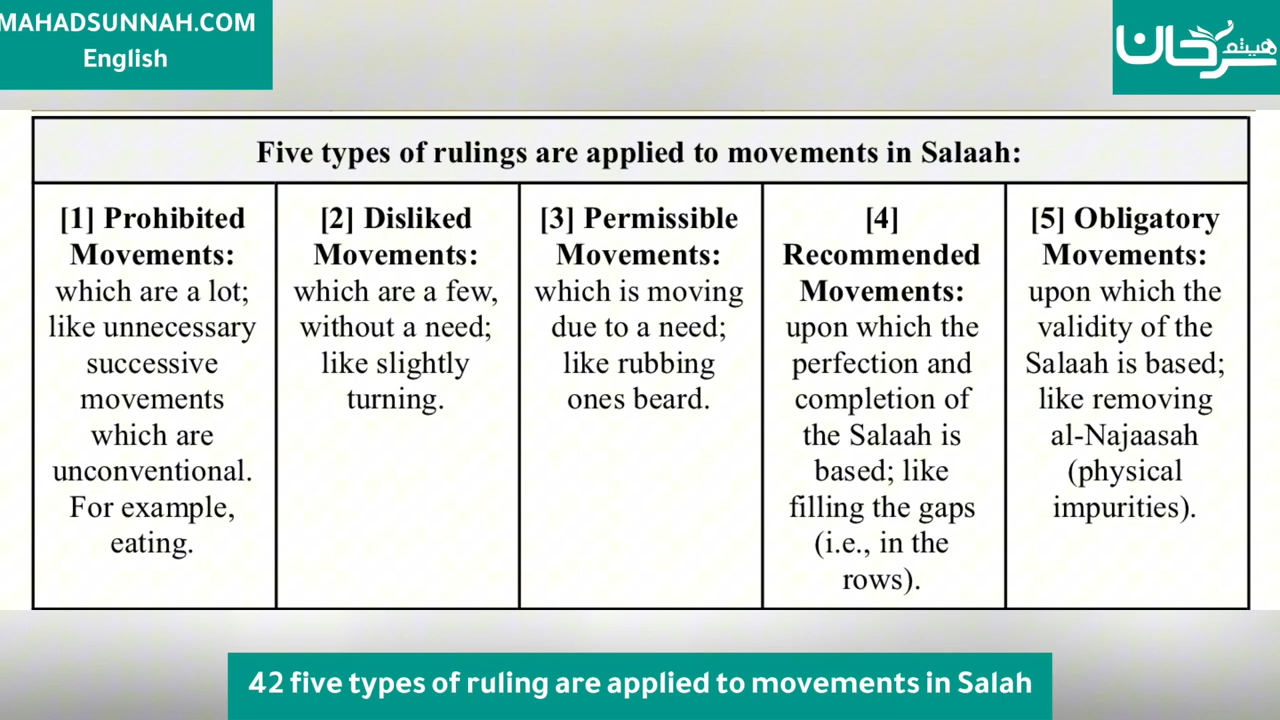 MAHADSUNNAH.COM
English
هيثم
سرحان
Five types of rulings are applied to movements in Salaah:
[1] Prohibited
Movements:
which are a lot;
like unnecessary
successive
movements
which are
unconventional.
For example,
eating.
[2] Disliked
Movements:
which are a few,
without a need;
like slightly
turning.
[3] Permissible
Movements:
which is moving
due to a need;
like rubbing
ones beard.
[4]
Recommended
Movements:
upon which the
perfection and
completion of
the Salaah is
based; like
filling the gaps
(i.e., in the
rows).
[5] Obligatory
Movements:
upon which the
validity of the
Salaah is based;
like removing
al-Najaasah
(physical
impurities).
42 five types of ruling are applied to movements in Salah